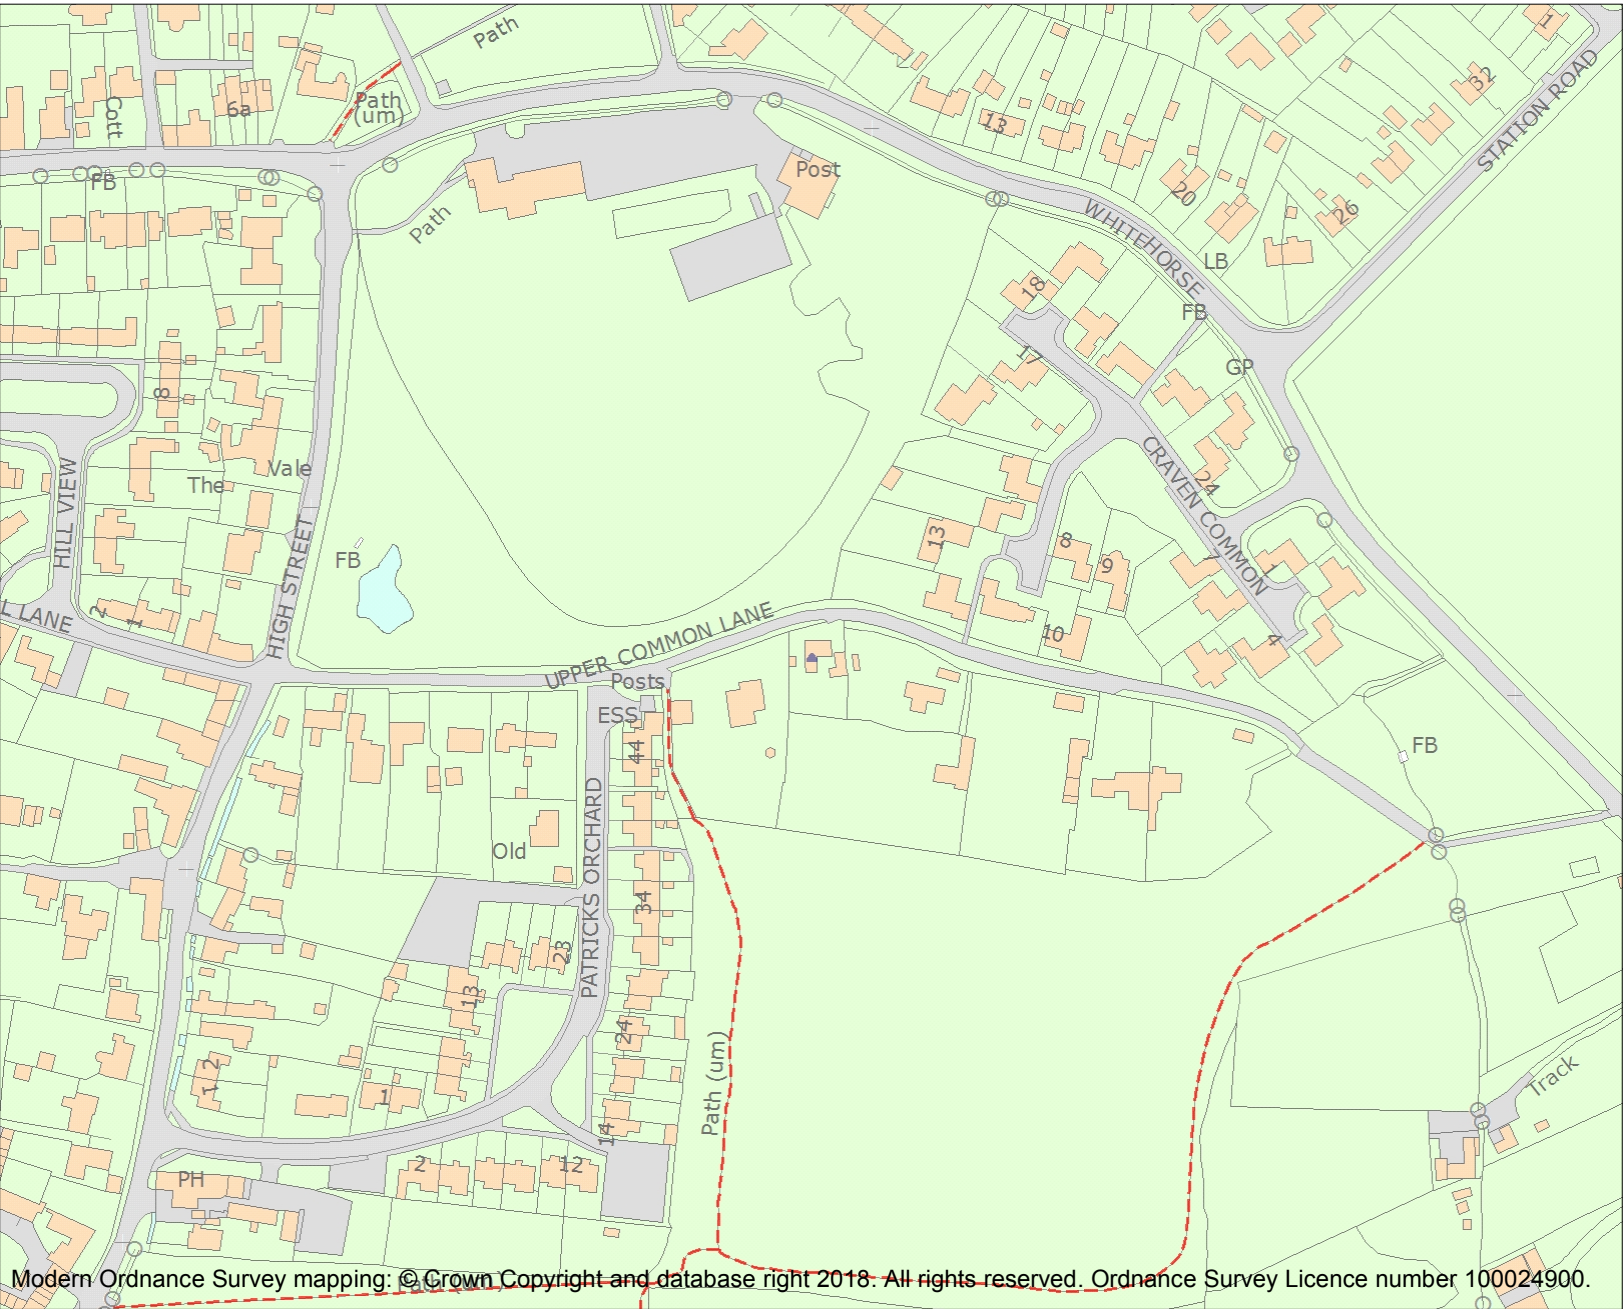 Path
1
Cott
6a
Path
(um)
32
STATION ROAD
13
FB
Post
20
26
Path
WHITEHORSE
LB
18
FB
17
GP
8
Vale
The
HILL VIEW
24
CRAVEN COMMON
HIGH STREET
FB
13
8
9
7
1
L LANE
2
1
UPPER COMMON LANE
10
4
Posts
ESS
44
FB
PATRICKS ORCHARD
Old
34
23
13
24
Path (um)
2
1
1
Track
14
PH
2
12
Path (um)
Modern Ordnance Survey mapping: © Crown Copyright and database right 2018. All rights reserved. Ordnance Survey Licence number 100024900.